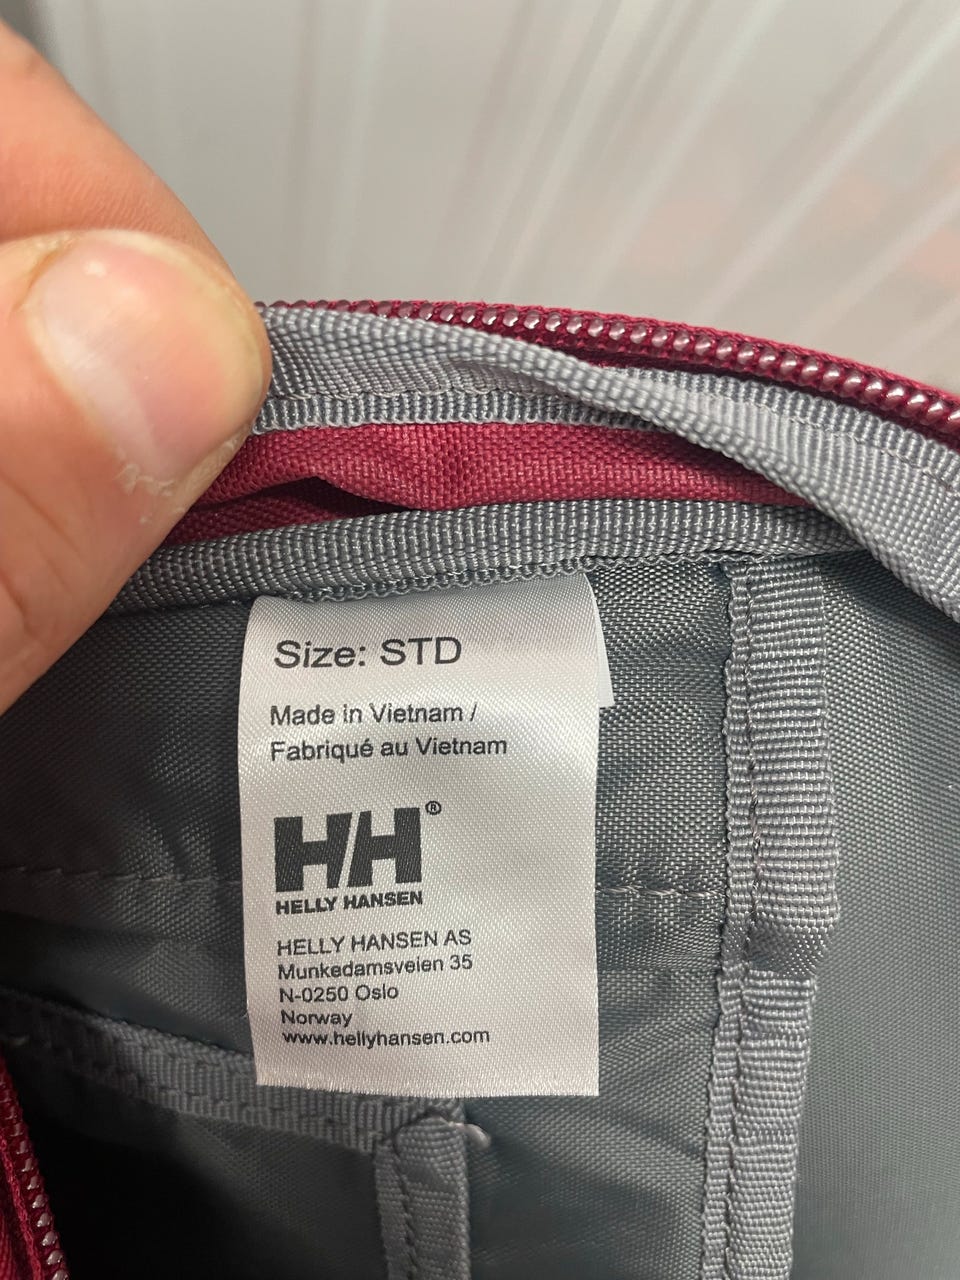 Size: STD
Made in Vietnam /
Fabriqué au Vietnam
HH®
HELLY HANSEN
HELLY HANSEN AS
Munkedamsveien 35
N-0250 Oslo
Norway
www.hellyhansen.com